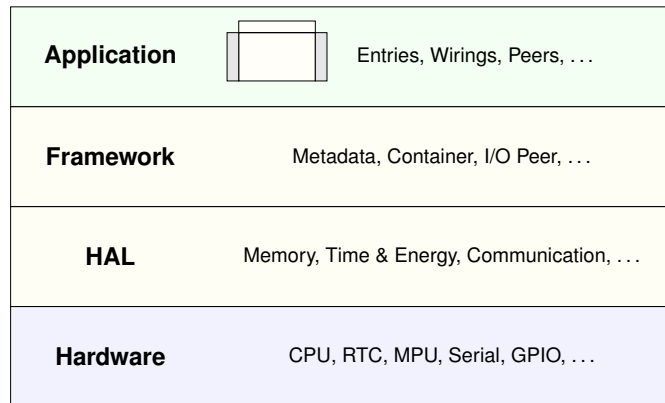 Application Entries, Wirings, Peers, . . .
Framework Metadata, Container, I/O Peer, . . .
HAL Memory, Time & Energy, Communication, . . .
Hardware CPU, RTC, MPU, Serial, GPIO, . . .